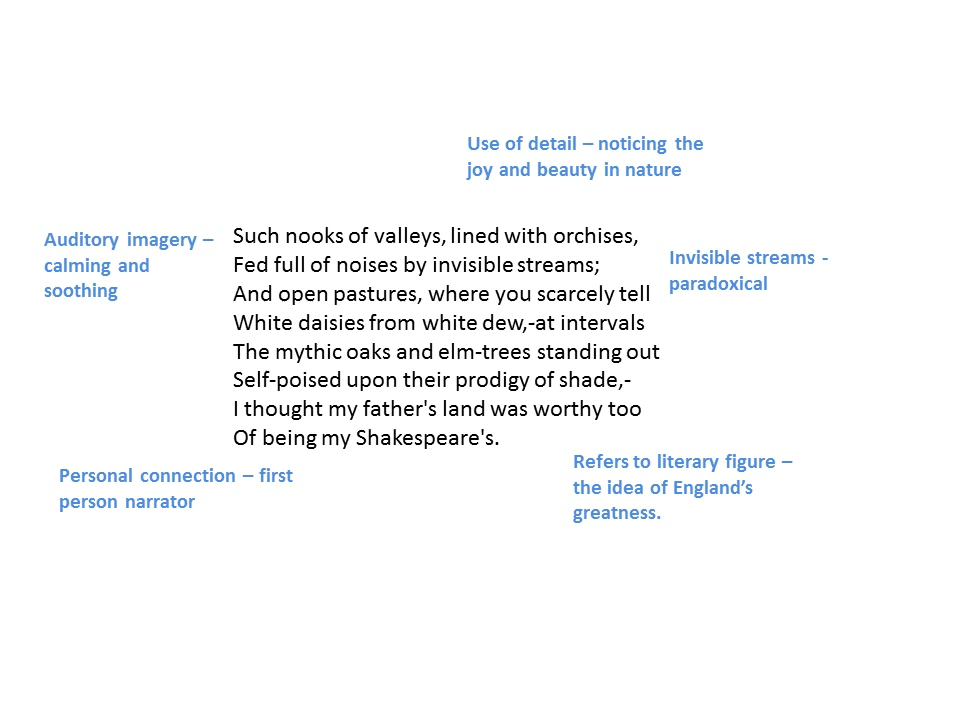 Use of detail – noticing the
joy and beauty in nature
Auditory imagery –
calming and
soothing
Such nooks of valleys, lined with orchises,
Fed full of noises by invisible streams;
And open pastures, where you scarcely tell
White daisies from white dew,-at intervals
The mythic oaks and elm-trees standing out
Self-poised upon their prodigy of shade,-
I thought my father's land was worthy too
Of being my Shakespeare's.
Invisible streams -
paradoxical
Personal connection – first
person narrator
Refers to literary figure –
the idea of England’s
greatness.